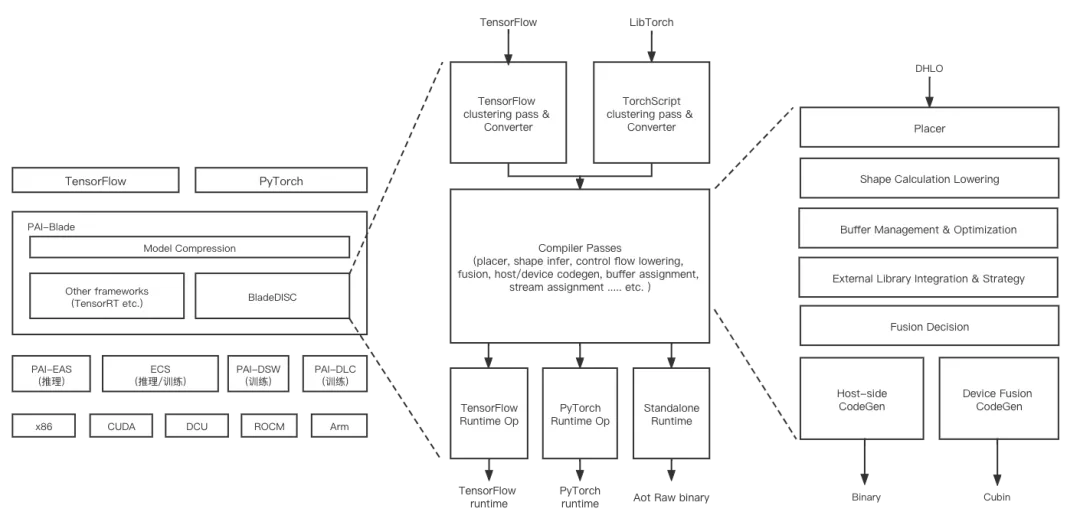 TensorFlow
PyTorch
PAI-Blade
Model Compression
Other frameworks
(TensorRT etc.)
BladeDISC
PAI-EAS
(推理)
ECS
(推理/训练)
PAI-DSW
(训练)
PAI-DLC
(训练)
x86
CUDA
DCU
ROCM
Arm
TensorFlow
LibTorch
TensorFlow
clustering pass &
Converter
TorchScript
clustering pass &
Converter
Compiler Passes
(placer, shape infer, control flow lowering,
fusion, host/device codegen, buffer assignment,
stream assignment ..... etc. )
TensorFlow
Runtime Op
PyTorch
Runtime Op
Standalone
Runtime
TensorFlow
runtime
PyTorch
runtime
Aot Raw binary
DHLO
Placer
Shape Calculation Lowering
Buffer Management & Optimization
External Library Integration & Strategy
Fusion Decision
Host-side
CodeGen
Device Fusion
CodeGen
Binary
Cubin